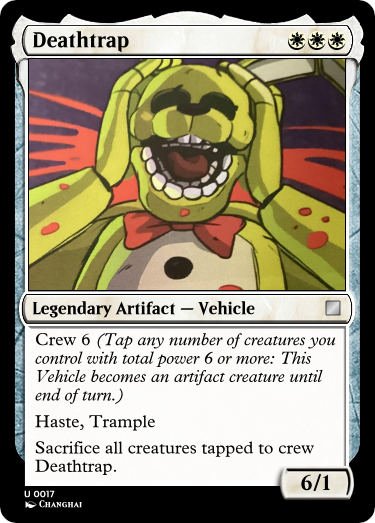 Deathtrap
Legendary Artifact — Vehicle
Crew 6 (Tap any number of creatures you
control with total power 6 or more: This
Vehicle becomes an artifact creature until
end of turn.)
Haste, Trample
Sacrifice all creatures tapped to crew
Deathtrap.
6/1
U 0017
Changhai